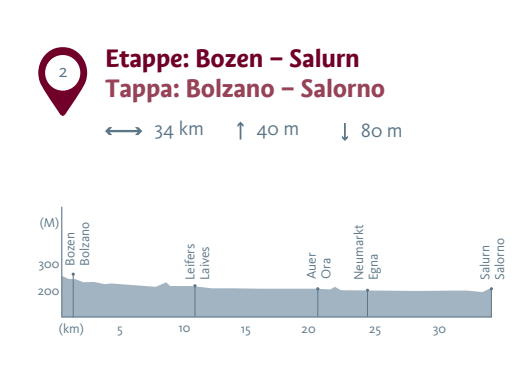 2
Etappe: Bozen – Salurn
Tappa: Bolzano – Salorno
34 km 40 m 80 m
(M)
300
200
Bozen
Bolzano
Leifers
Laives
Auer
Ora
Neumarkt
Egna
Salurn
Salorno
(km) 5 10 15 20 25 30